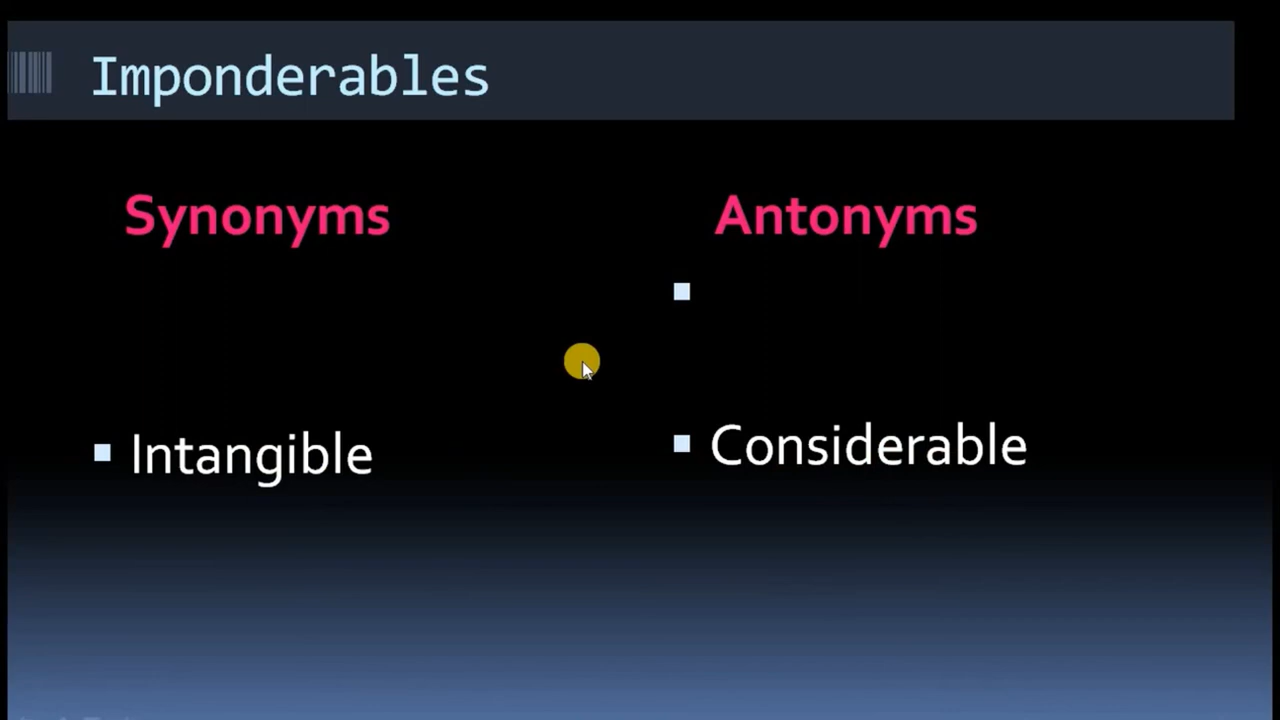 Imponderables
Synonyms
Antonyms
Intangible
Considerable